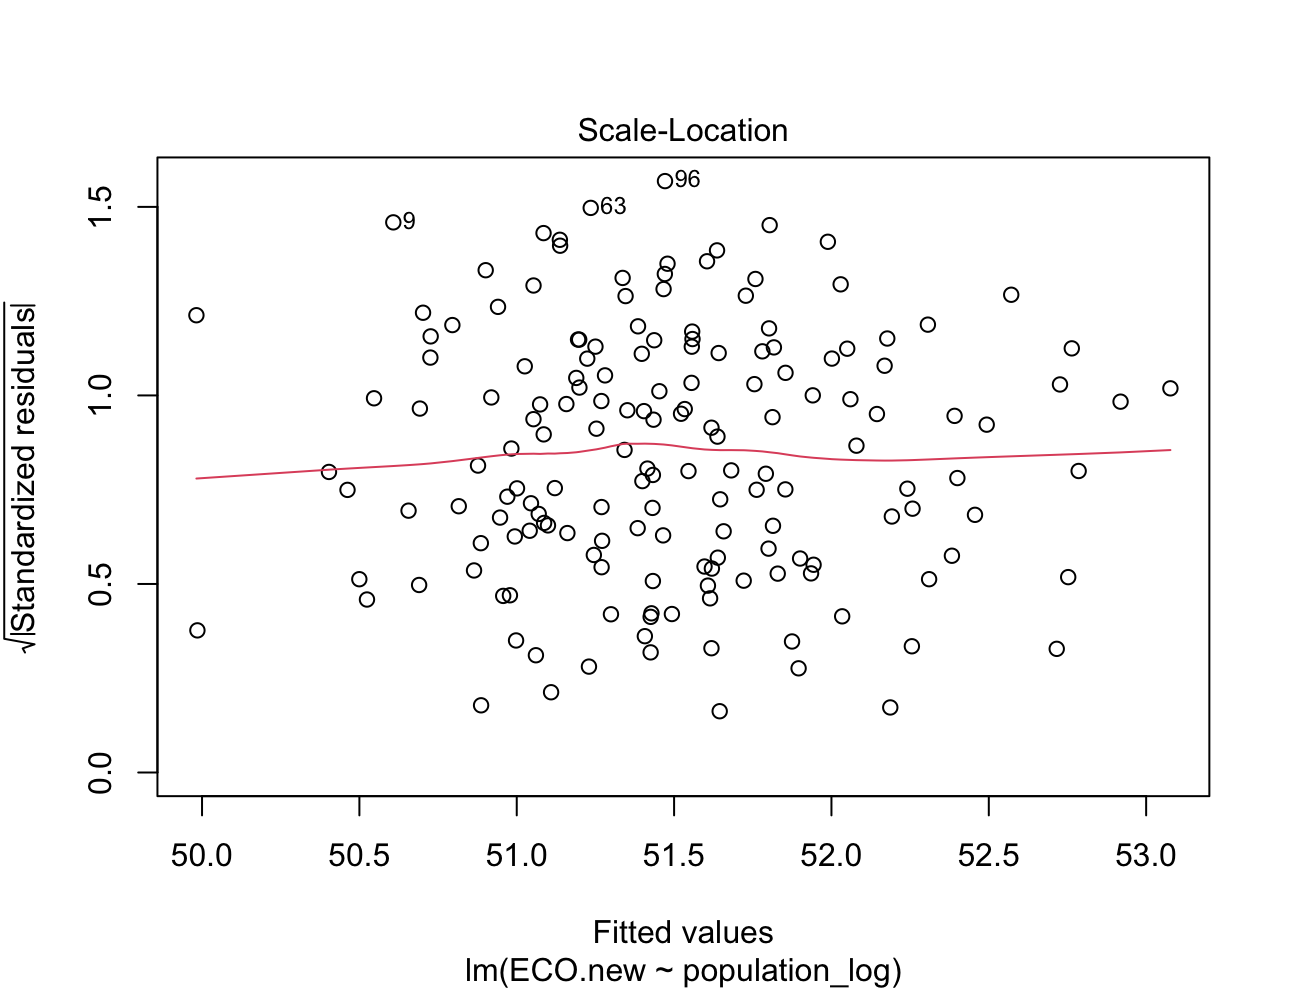 Scale-Location
√|Standardized residuals|
1.5
1.0
0.5
0.0
96
63
9
50.0 50.5 51.0 51.5 52.0 52.5 53.0
Fitted values
lm(ECO.new ~ population_log)